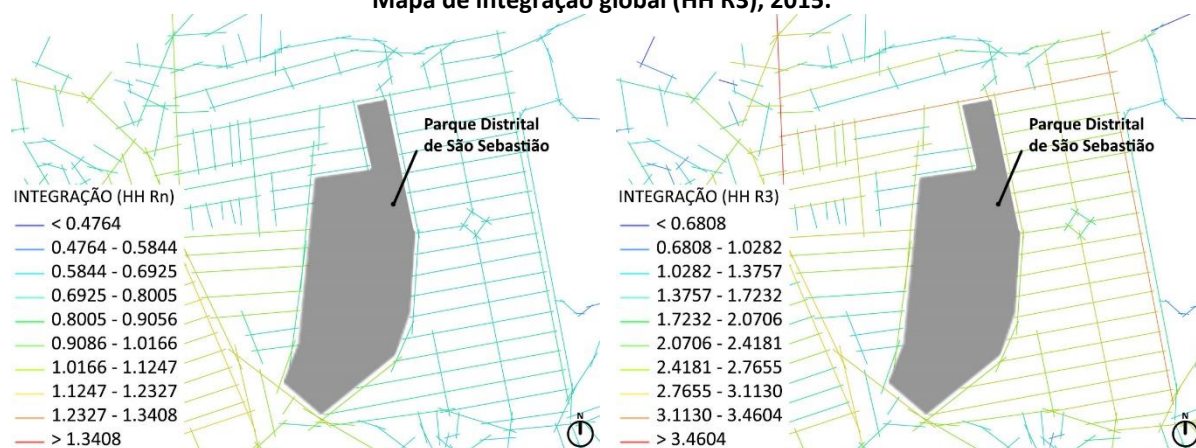 Mapa de integração global (HH R3), 2015.
Parque Distrital
de São Sebastião
INTEGRAÇÃO (HH Rn)
< 0.4764
0.4764 - 0.5844
0.5844 - 0.6925
0.6925 - 0.8005
0.8005 - 0.9056
0.9086 - 1.0166
1.0166 - 1.1247
1.1247 - 1.2327
1.2327 - 1.3408
> 1.3408
N
Parque Distrital
de São Sebastião
INTEGRAÇÃO (HH R3)
< 0.6808
0.6808 - 1.0282
1.0282 - 1.3757
1.3757 - 1.7232
1.7232 - 2.0706
2.0706 - 2.4181
2.4181 - 2.7655
2.7655 - 3.1130
3.1130 - 3.4604
> 3.4604
N